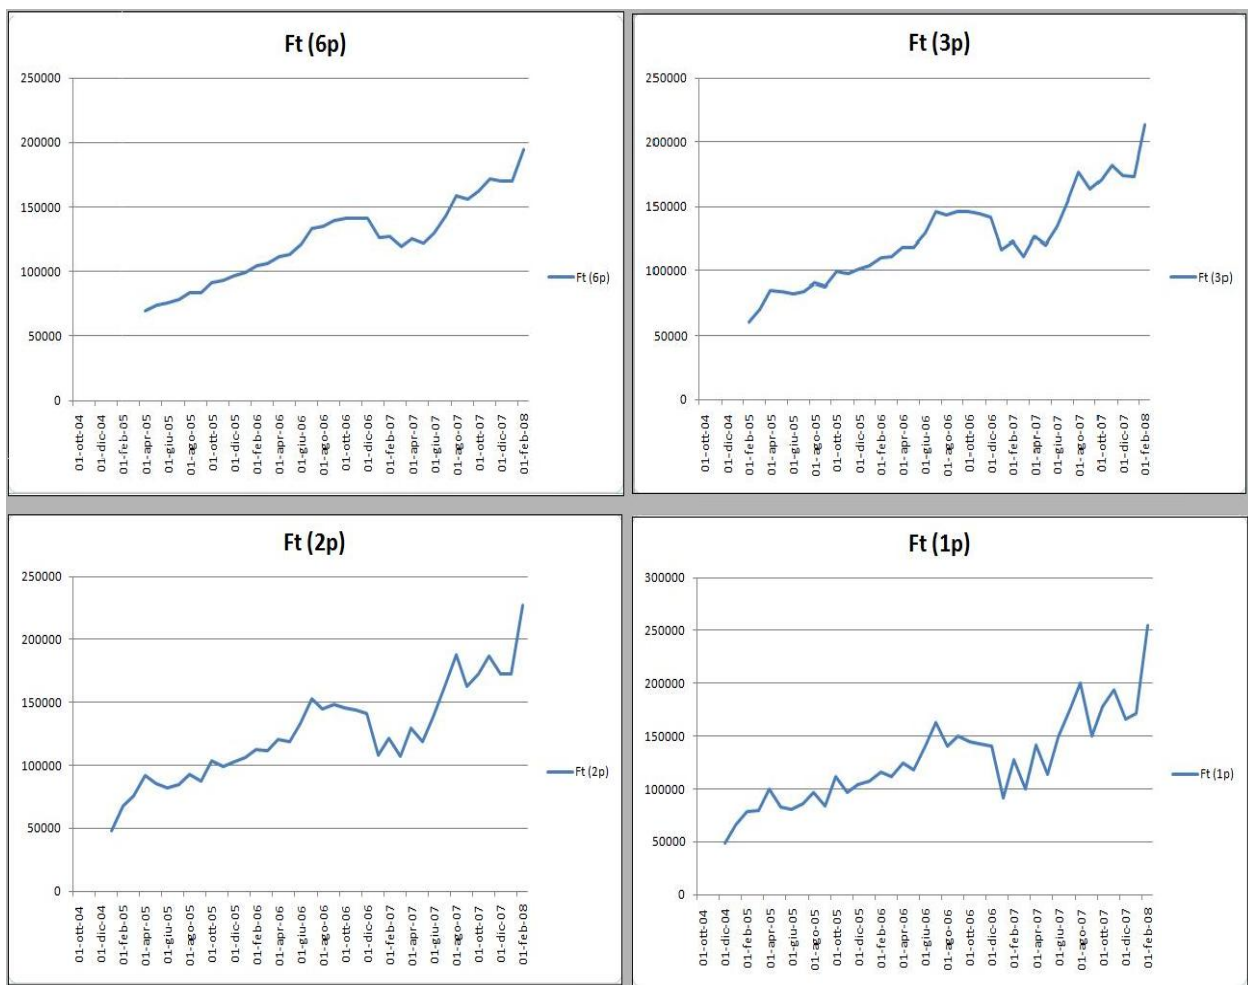 Ft (6p)
250000
200000
150000
100000
50000
0
01-ott-04
01-dic-04
01-feb-05
01-apr-05
01-giu-05
01-ago-05
01-ott-05
01-dic-05
01-feb-06
01-apr-06
01-giu-06
01-ago-06
01-ott-06
01-dic-06
01-feb-07
01-apr-07
01-giu-07
01-ago-07
01-ott-07
01-dic-07
01-feb-08
Ft (6p)
Ft (3p)
250000
200000
150000
100000
50000
0
01-ott-04
01-dic-04
01-feb-05
01-apr-05
01-giu-05
01-ago-05
01-ott-05
01-dic-05
01-feb-06
01-apr-06
01-giu-06
01-ago-06
01-ott-06
01-dic-06
01-feb-07
01-apr-07
01-giu-07
01-ago-07
01-ott-07
01-dic-07
01-feb-08
Ft (3p)
Ft (2p)
250000
200000
150000
100000
50000
0
01-ott-04
01-dic-04
01-feb-05
01-apr-05
01-giu-05
01-ago-05
01-ott-05
01-dic-05
01-feb-06
01-apr-06
01-giu-06
01-ago-06
01-ott-06
01-dic-06
01-feb-07
01-apr-07
01-giu-07
01-ago-07
01-ott-07
01-dic-07
01-feb-08
Ft (2p)
Ft (1p)
300000
250000
200000
150000
100000
50000
0
01-ott-04
01-dic-04
01-feb-05
01-apr-05
01-giu-05
01-ago-05
01-ott-05
01-dic-05
01-feb-06
01-apr-06
01-giu-06
01-ago-06
01-ott-06
01-dic-06
01-feb-07
01-apr-07
01-giu-07
01-ago-07
01-ott-07
01-dic-07
01-feb-08
Ft (1p)